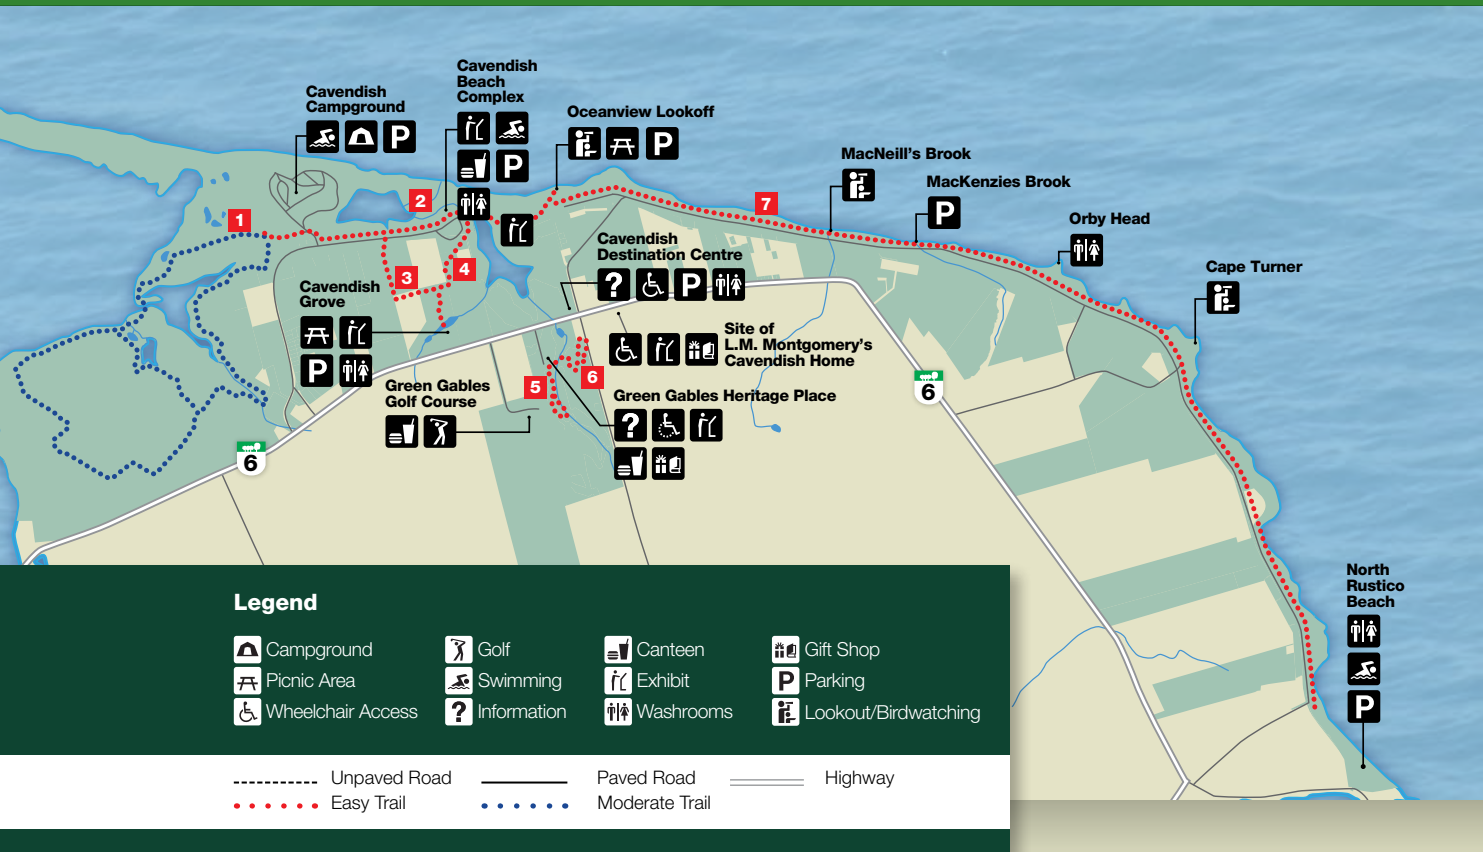 Cavendish
Campground
P
Cavendish
Beach
Complex
P
Oceanview Lookoff
P
MacNeill's Brook
MacKenzies Brook
P
Orby Head
Cape Turner
1
2
3
4
5
6
7
Cavendish
Destination Centre
? P
Cavendish
Grove
P
Site of
L.M. Montgomery's
Cavendish Home
Green Gables
Golf Course
Green Gables Heritage Place
?
6
6
North
Rustico
Beach
P
Legend
Campground
Golf
Canteen
Gift Shop
Picnic Area
Swimming
Exhibit
P Parking
Wheelchair Access
? Information
Washrooms
Lookout/Birdwatching
Unpaved Road
Paved Road
Highway
Easy Trail
Moderate Trail